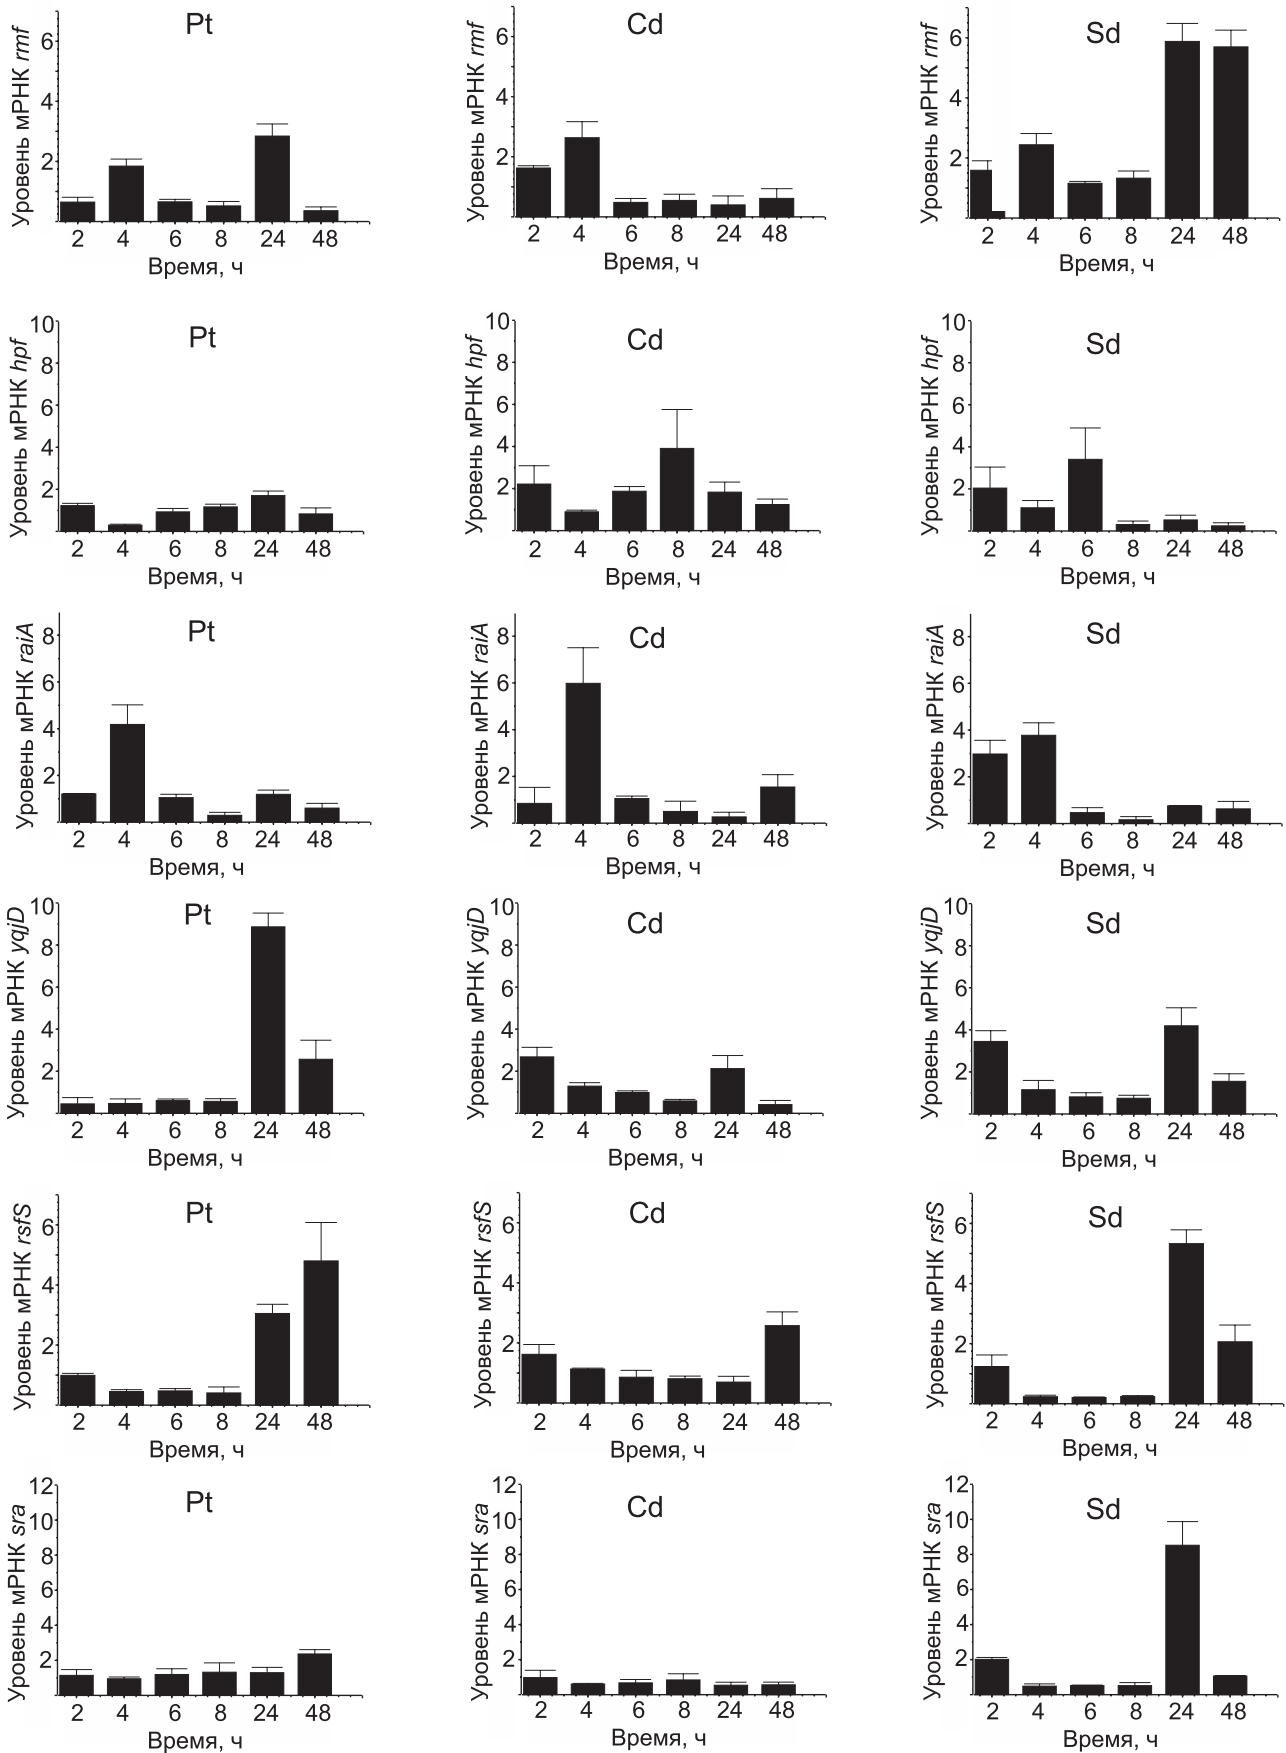 Pt
Уровень мРНК rmf
6
4
2
2 4 6 8 24 48
Время, ч
Cd
Уровень мРНК rmf
6
4
2
2 4 6 8 24 48
Время, ч
Sd
Уровень мРНК rmf
6
4
2
2 4 6 8 24 48
Время, ч
Pt
Уровень мРНК hpf
10
8
6
4
2
2 4 6 8 24 48
Время, ч
Cd
Уровень мРНК hpf
10
8
6
4
2
2 4 6 8 24 48
Время, ч
Sd
Уровень мРНК hpf
10
8
6
4
2
2 4 6 8 24 48
Время, ч
Pt
Уровень мРНК raiA
8
6
4
2
2 4 6 8 24 48
Время, ч
Cd
Уровень мРНК raiA
8
6
4
2
2 4 6 8 24 48
Время, ч
Sd
Уровень мРНК raiA
8
6
4
2
2 4 6 8 24 48
Время, ч
Pt
Уровень мРНК yqjD
10
8
6
4
2
2 4 6 8 24 48
Время, ч
Cd
Уровень мРНК yqjD
10
8
6
4
2
2 4 6 8 24 48
Время, ч
Sd
Уровень мРНК yqjD
10
8
6
4
2
2 4 6 8 24 48
Время, ч
Pt
Уровень мРНК rsfS
6
4
2
2 4 6 8 24 48
Время, ч
Cd
Уровень мРНК rsfS
6
4
2
2 4 6 8 24 48
Время, ч
Sd
Уровень мРНК rsfS
6
4
2
2 4 6 8 24 48
Время, ч
Pt
Уровень мРНК sra
12
10
8
6
4
2
2 4 6 8 24 48
Время, ч
Cd
Уровень мРНК sra
12
10
8
6
4
2
2 4 6 8 24 48
Время, ч
Sd
Уровень мРНК sra
12
10
8
6
4
2
2 4 6 8 24 48
Время, ч